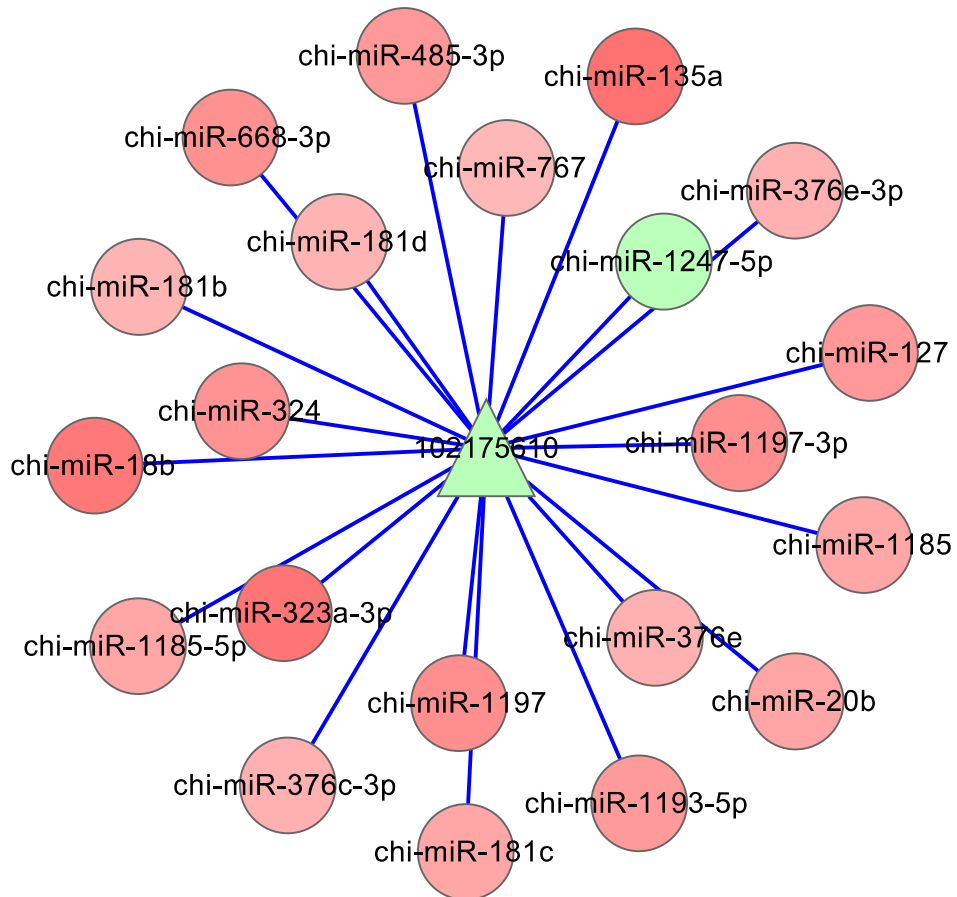 chi-miR-485-3p
chi-miR-135a
chi-miR-668-3p
chi-miR-767
chi-miR-376e-3p
chi-miR-181d
chi-miR-1247-5p
chi-miR-181b
chi-miR-127
chi-miR-324
chi-miR-1197-3p
102175610
chi-miR-18b
chi-miR-1185
chi-miR-323a-3p
chi-miR-376e
chi-miR-1185-5p
chi-miR-1197
chi-miR-20b
chi-miR-376c-3p
chi-miR-1193-5p
chi-miR-181c